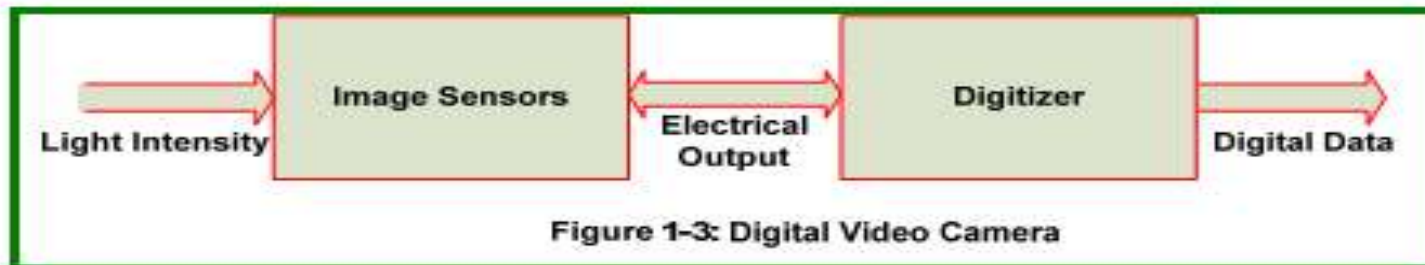 Light Intensity
Image Sensors
Electrical
Output
Digitizer
Digital Data
Figure 1-3: Digital Video Camera